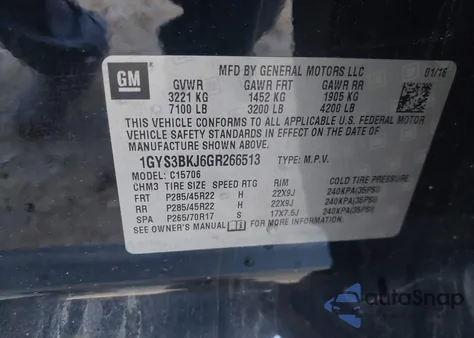 GM
MFD BY GENERAL MOTORS LLC 01/16
GVWR GAWR FRT GAWR RR
3221 KG 1452 KG 1905 KG
7100 LB 3200 LB 4200 LB
THIS VEHICLE CONFORMS TO ALL APPLICABLE U.S. FEDERAL MOTOR
VEHICLE SAFETY AND THEFT PREVENTION STANDARDS IN EFFECT ON THE DATE OF
MANUFACTURE SHOWN ABOVE.
1GYS3BKJ6GR266513 TYPE: M.P.V.
MODEL: C15706
CHM3 TIRE SIZE SPEED RTG RIM COLD TIRE PRESSURE
FRT P285/45R22 H 22X9J 240KPA(35PSI)
RR P285/45R22 H 22X9J 240KPA(35PSI)
SPA P265/70R17 S 17X7.5J 240KPA(35PSI)
SEE OWNER'S MANUAL FOR MORE INFORMATION.
AutoSnap